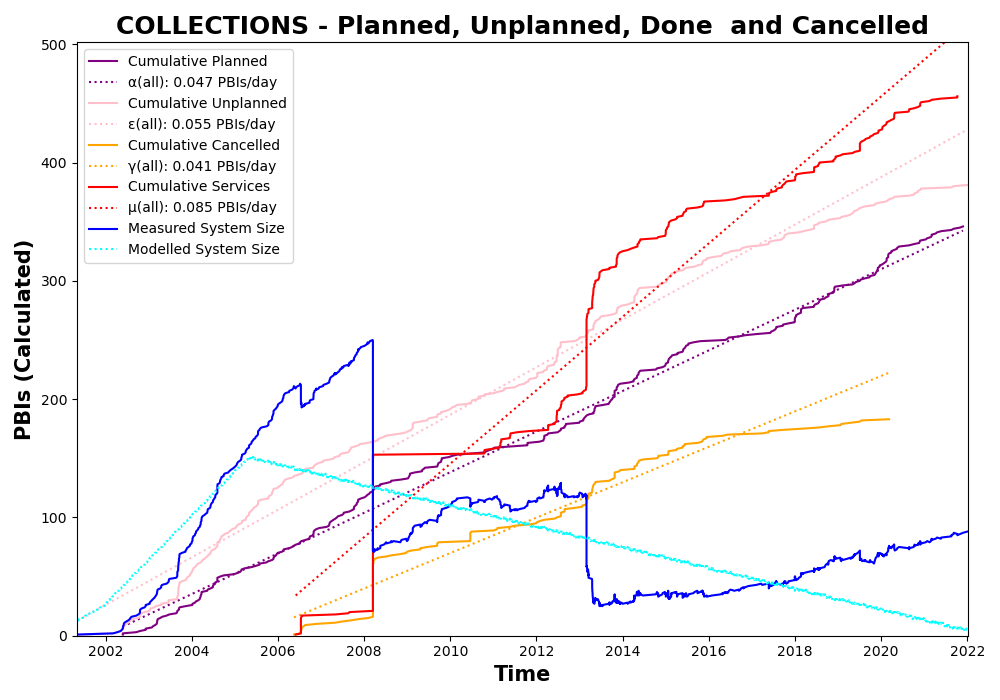 COLLECTIONS - Planned, Unplanned, Done  and Cancelled
Cumulative Planned
α(all): 0.047 PBIs/day
Cumulative Unplanned
ε(all): 0.055 PBIs/day
Cumulative Cancelled
γ(all): 0.041 PBIs/day
Cumulative Services
μ(all): 0.085 PBIs/day
Measured System Size
Modelled System Size
PBIs (Calculated)
500
400
300
200
100
0
2002 2004 2006 2008 2010 2012 2014 2016 2018 2020 2022
Time